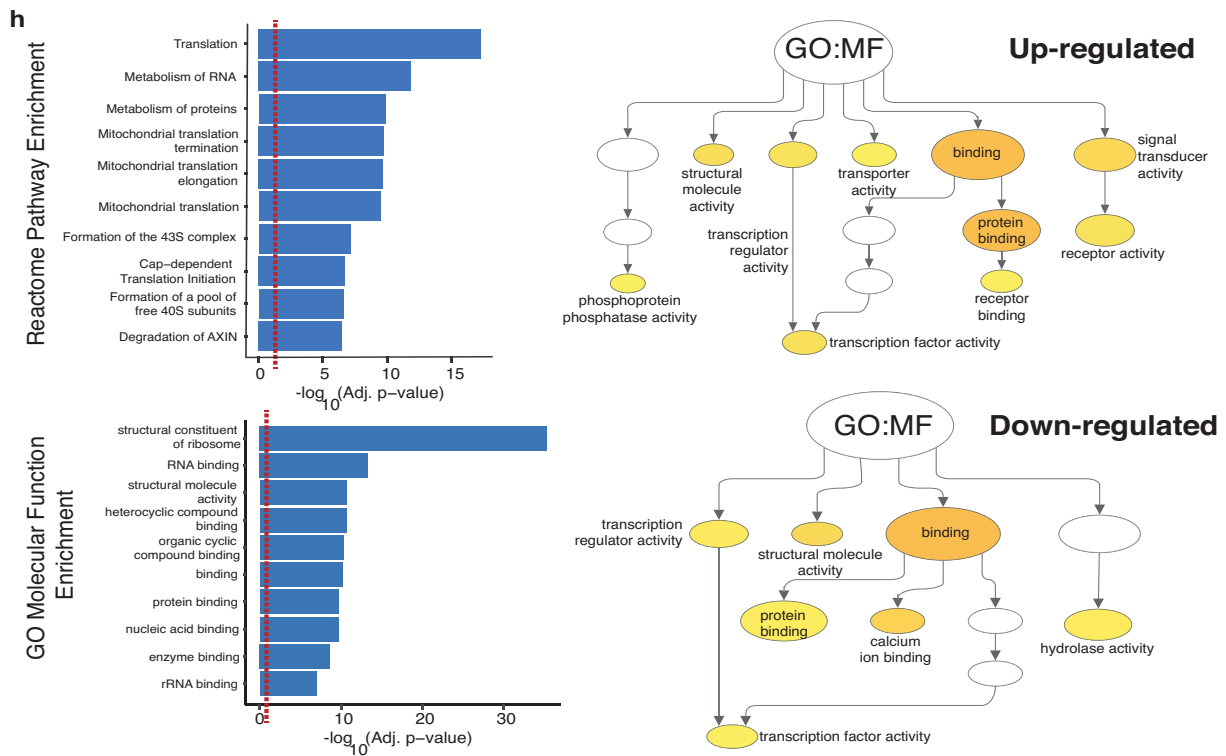 h
Reactome Pathway Enrichment
Translation
Metabolism of RNA
Metabolism of proteins
Mitochondrial translation
termination
Mitochondrial translation
elongation
Mitochondrial translation
Formation of the 43S complex
Cap−dependent
Translation Initiation
Formation of a pool of
free 40S subunits
Degradation of AXIN
0 5 10 15
-log10(Adj. p−value)
GO Molecular Function
Enrichment
structural constituent
of ribosome
RNA binding
structural molecule
activity
heterocyclic compound
binding
organic cyclic
compound binding
binding
protein binding
nucleic acid binding
enzyme binding
rRNA binding
0 10 20 30
-log10(Adj. p−value)
GO:MF
Up-regulated
structural
molecule
activity
transporter
activity
binding
signal
transducer
activity
transcription
regulator
activity
protein
binding
receptor activity
phosphoprotein
phosphatase activity
receptor
binding
transcription factor activity
GO:MF
Down-regulated
transcription
regulator activity
structural molecule
activity
binding
protein
binding
calcium
ion binding
hydrolase activity
transcription factor activity